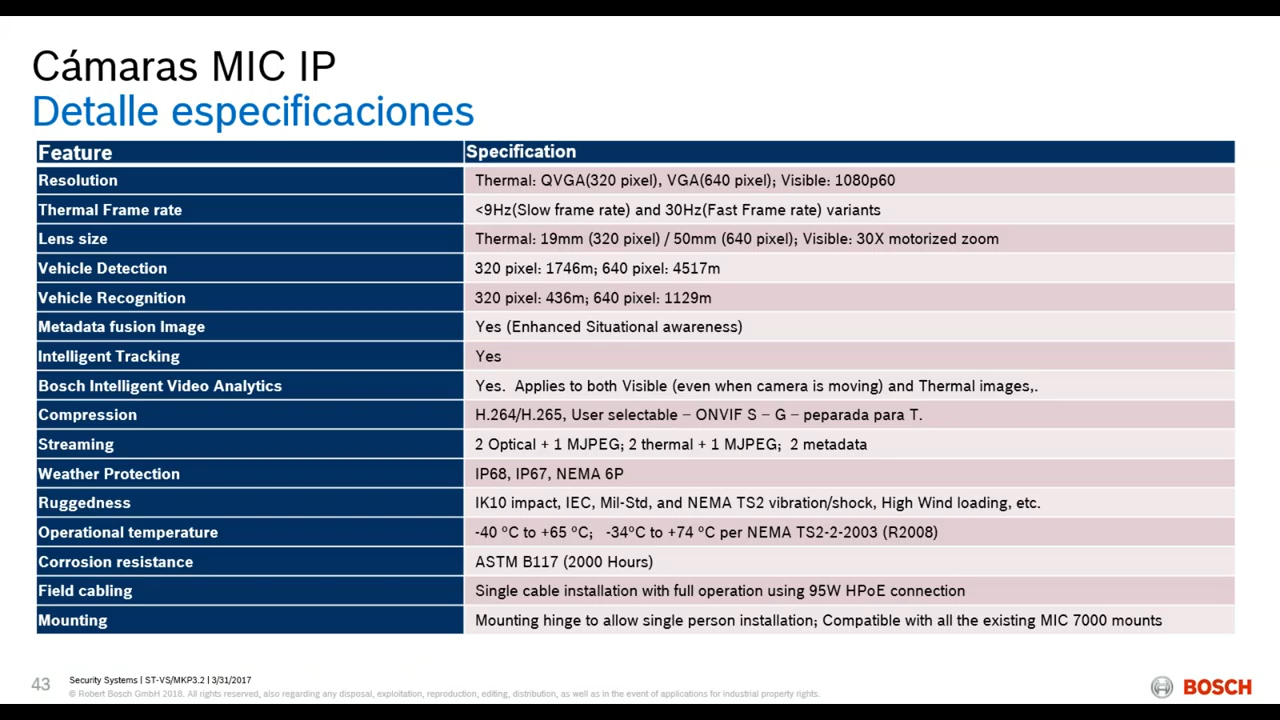 Cámaras MIC IP
Detalle especificaciones
Feature Specification
Resolution Thermal: QVGA(320 pixel), VGA(640 pixel); Visible: 1080p60
Thermal Frame rate <9Hz(Slow frame rate) and 30Hz(Fast Frame rate) variants
Lens size Thermal: 19mm (320 pixel) / 50mm (640 pixel); Visible: 30X motorized zoom
Vehicle Detection 320 pixel: 1746m; 640 pixel: 4517m
Vehicle Recognition 320 pixel: 436m; 640 pixel: 1129m
Metadata fusion Image Yes (Enhanced Situational awareness)
Intelligent Tracking Yes
Bosch Intelligent Video Analytics Yes. Applies to both Visible (even when camera is moving) and Thermal images,.
Compression H.264/H.265, User selectable – ONVIF S – G – peparada para T.
Streaming 2 Optical + 1 MJPEG; 2 thermal + 1 MJPEG; 2 metadata
Weather Protection IP68, IP67, NEMA 6P
Ruggedness IK10 impact, IEC, Mil-Std, and NEMA TS2 vibration/shock, High Wind loading, etc.
Operational temperature -40 ºC to +65 ºC; -34ºC to +74 ºC per NEMA TS2-2-2003 (R2008)
Corrosion resistance ASTM B117 (2000 Hours)
Field cabling Single cable installation with full operation using 95W HPoE connection
Mounting Mounting hinge to allow single person installation; Compatible with all the existing MIC 7000 mounts
43 Security Systems | ST-VS/MKP3.2 | 3/31/2017
© Robert Bosch GmbH 2018. All rights reserved, also regarding any disposal, exploitation, reproduction, editing, distribution, as well as in the event of applications for industrial property rights.
BOSCH